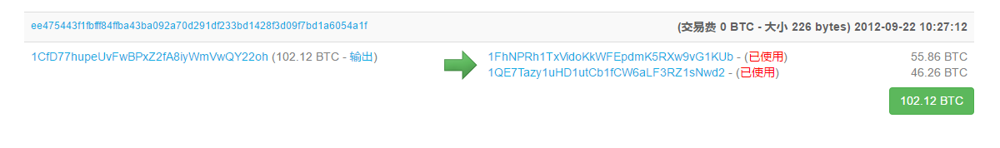 ee475443f1fbff84ffba43ba092a70d291df233bd1428f3d09f7bd1a6054a1f (交易费 0 BTC - 大小 226 bytes) 2012-09-22 10:27:12
1CfD77hupeUvFwBPxZ2fA8iyWmVwQY22oh (102.12 BTC - 输出)
1FhNPRh1TxVidoKkWFEpdmK5RXw9vG1KUb - (已使用) 55.86 BTC
1QE7Tazy1uHD1utCb1fCW6aLF3RZ1sNwd2 - (已使用) 46.26 BTC
102.12 BTC